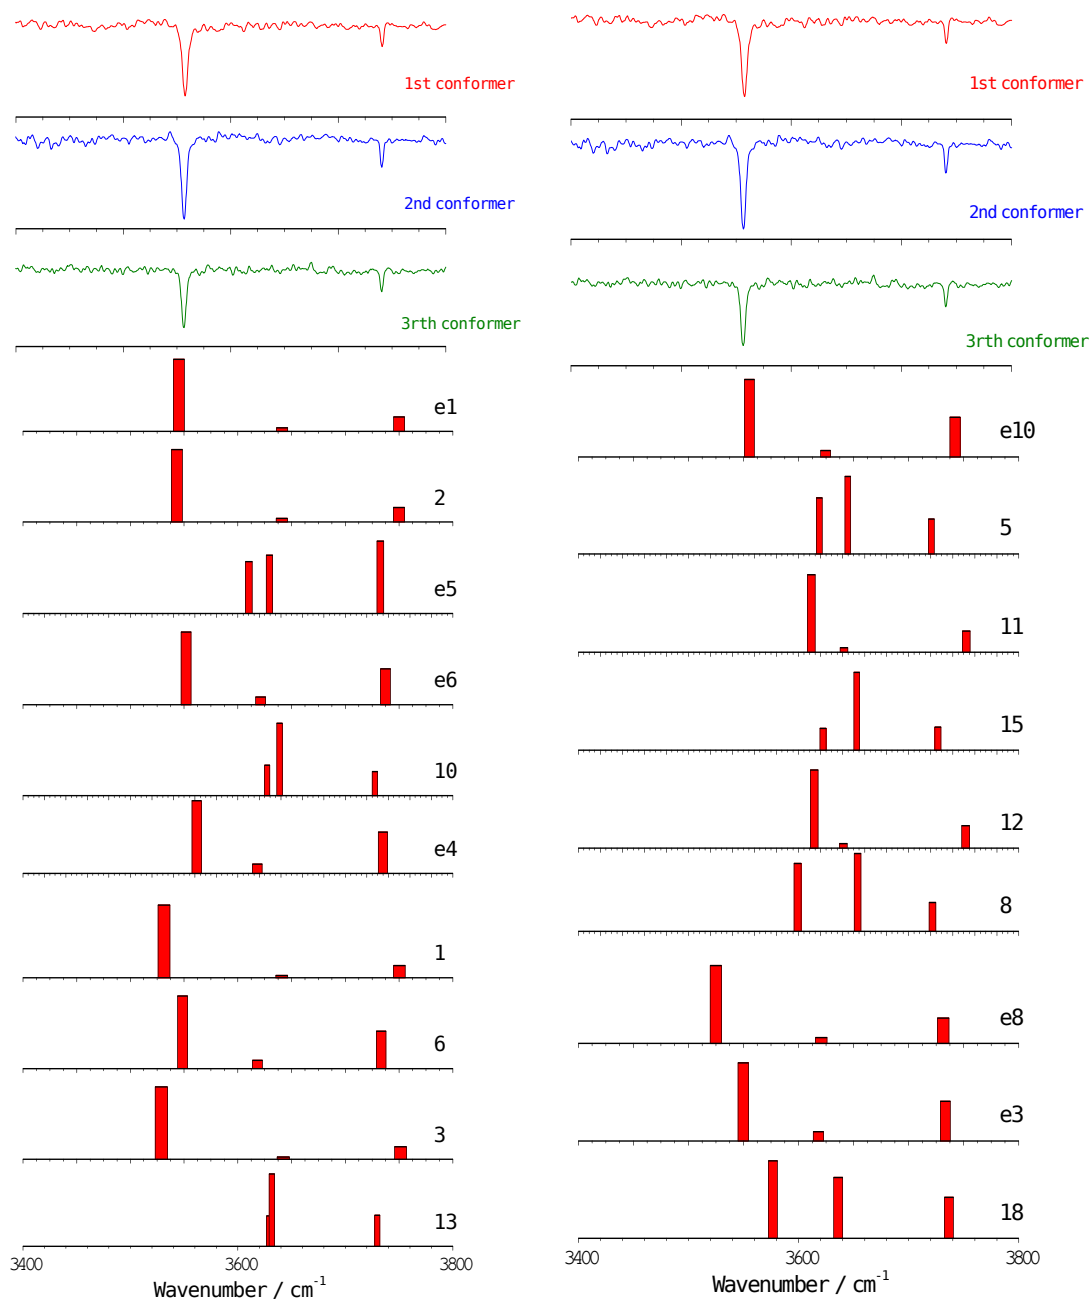 1st conformer
2nd conformer
3rth conformer
e1
2
e5
e6
10
e4
1
6
3
13
3400 3600 3800
Wavenumber / cm⁻¹
1st conformer
2nd conformer
3rth conformer
e10
5
11
15
12
8
e8
e3
18
3400 3600 3800
Wavenumber / cm⁻¹